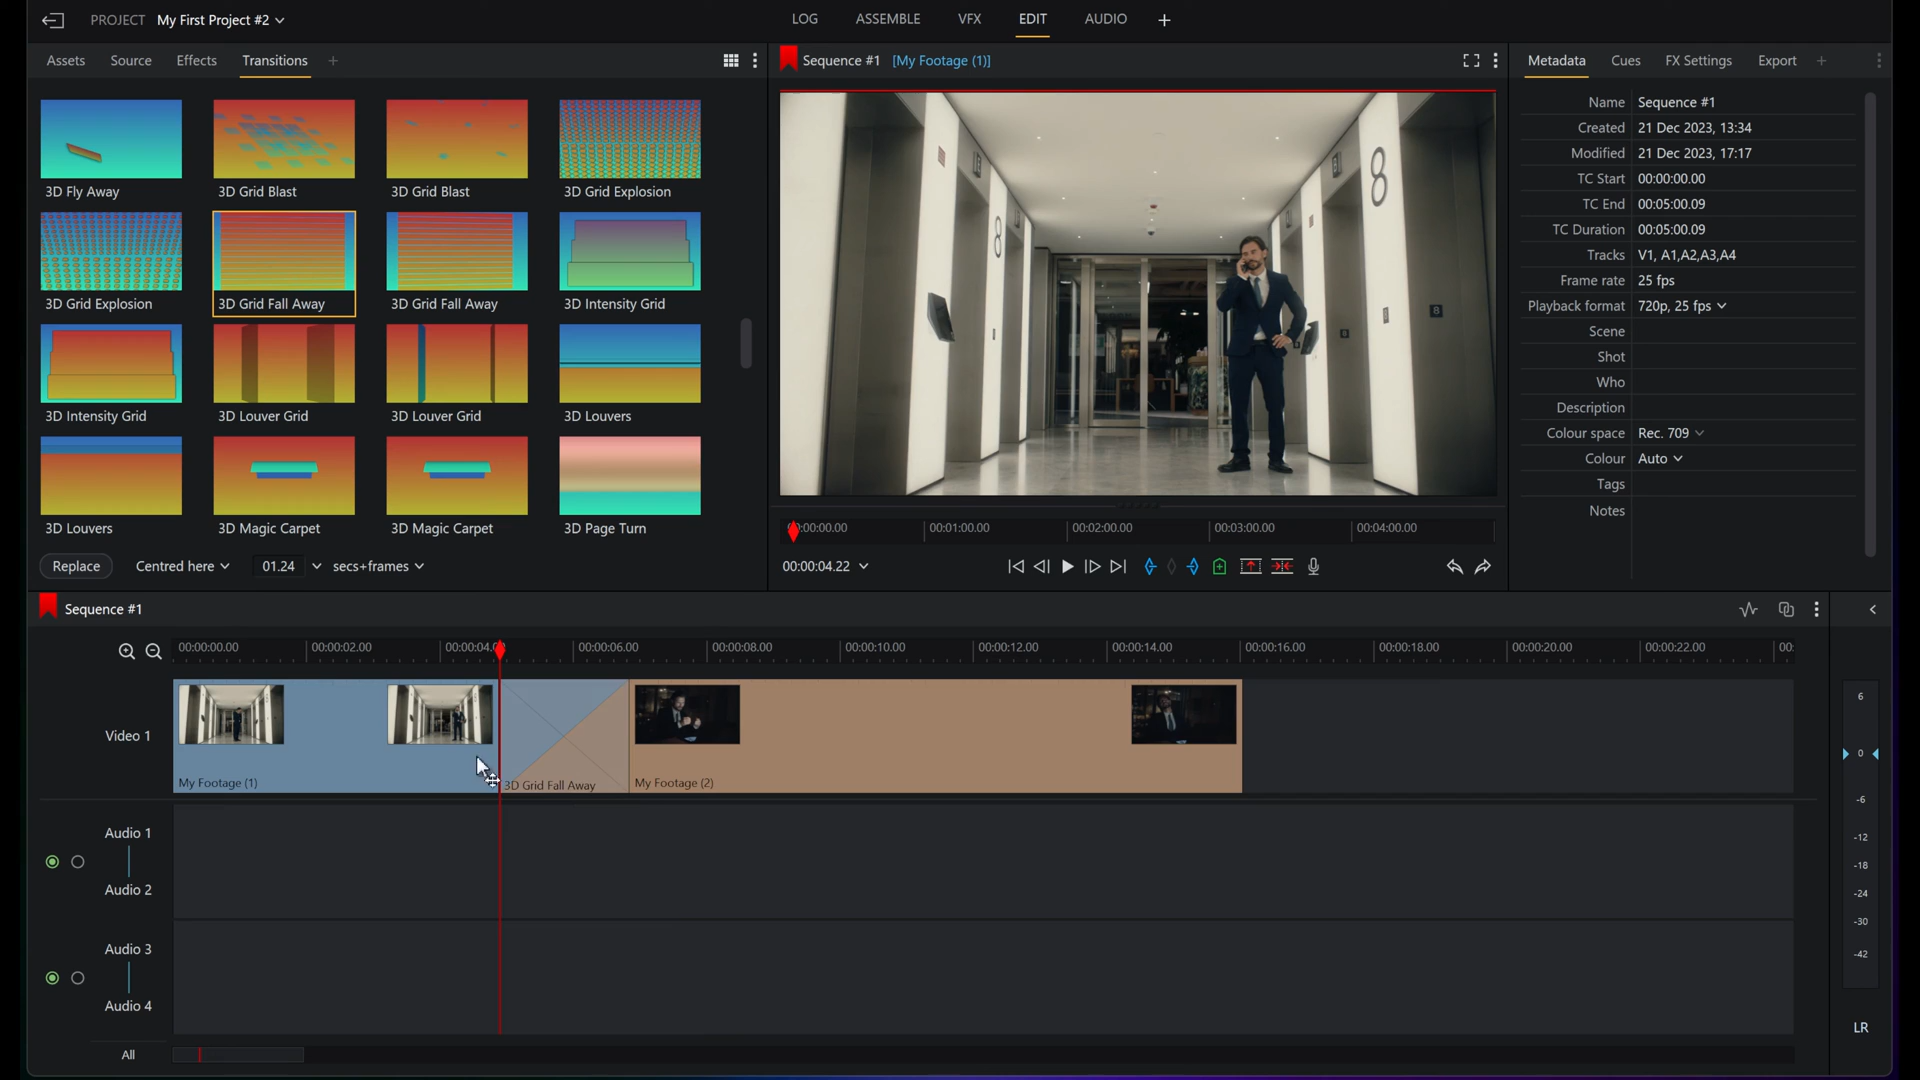 PROJECT My First Project #2
LOG ASSEMBLE VFX EDIT AUDIO +
Assets Source Effects Transitions +
Sequence #1 [My Footage (1)]
Metadata Cues FX Settings Export +
3D Fly Away 3D Grid Blast 3D Grid Blast 3D Grid Explosion
3D Grid Explosion 3D Grid Fall Away 3D Grid Fall Away 3D Intensity Grid
3D Intensity Grid 3D Louver Grid 3D Louver Grid 3D Louvers
3D Louvers 3D Magic Carpet 3D Magic Carpet 3D Page Turn
Replace Centred here 01.24 secs+frames
8 8 8
00:00:00.00 00:01:00.00 00:02:00.00 00:03:00.00 00:04:00.00
00:00:04.22
Name Sequence #1
Created 21 Dec 2023, 13:34
Modified 21 Dec 2023, 17:17
TC Start 00:00:00.00
TC End 00:05:00.09
TC Duration 00:05:00.09
Tracks V1, A1,A2,A3,A4
Frame rate 25 fps
Playback format 720p, 25 fps
Scene
Shot
Who
Description
Colour space Rec. 709
Colour Auto
Tags
Notes
Sequence #1
00:00:00.00 00:00:02.00 00:00:04. 00:00:06.00 00:00:08.00 00:00:10.00 00:00:12.00 00:00:14.00 00:00:16.00 00:00:18.00 00:00:20.00 00:00:22.00 00:
Video 1
My Footage (1) 3D Grid Fall Away My Footage (2)
Audio 1
Audio 2
Audio 3
Audio 4
All
6
0
-6
-12
-18
-24
-30
-42
LR